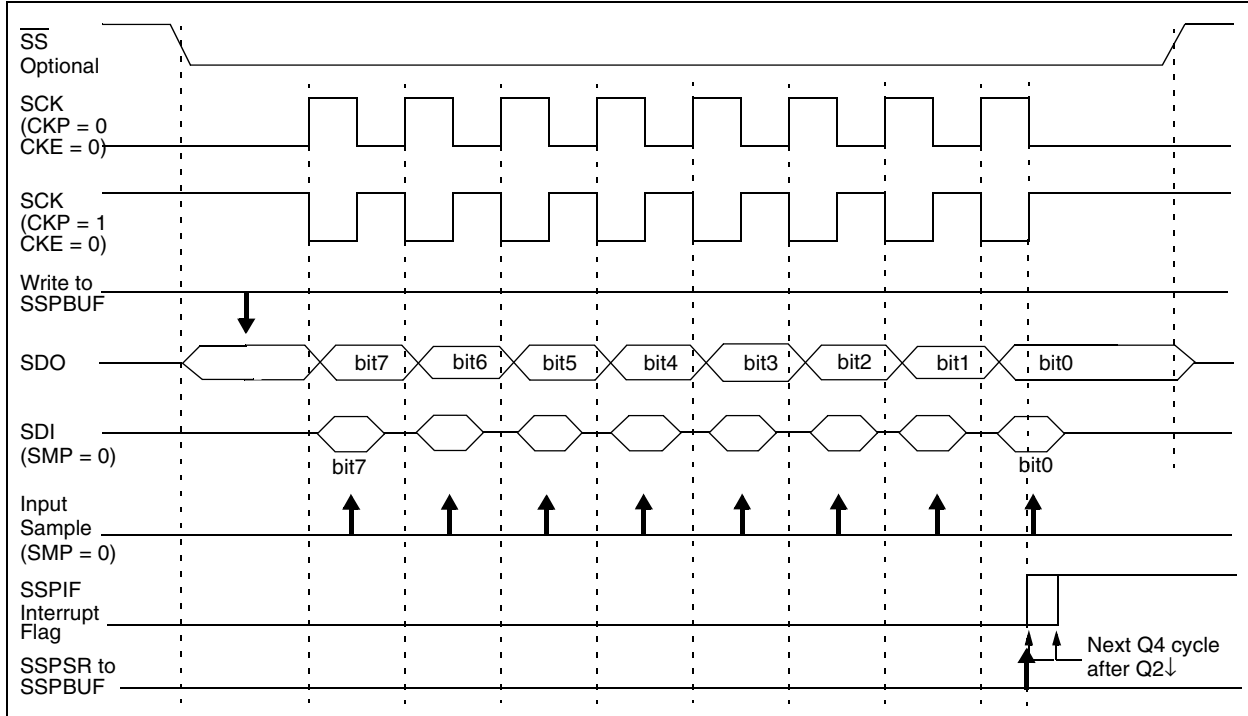 SS
Optional
SCK
(CKP = 0
CKE = 0)
SCK
(CKP = 1
CKE = 0)
Write to
SSPBUF
SDO
bit7 bit6 bit5 bit4 bit3 bit2 bit1 bit0
SDI
(SMP = 0)
bit7 bit0
Input
Sample
(SMP = 0)
SSPIF
Interrupt
Flag
Next Q4 cycle
after Q2↓
SSPSR to
SSPBUF